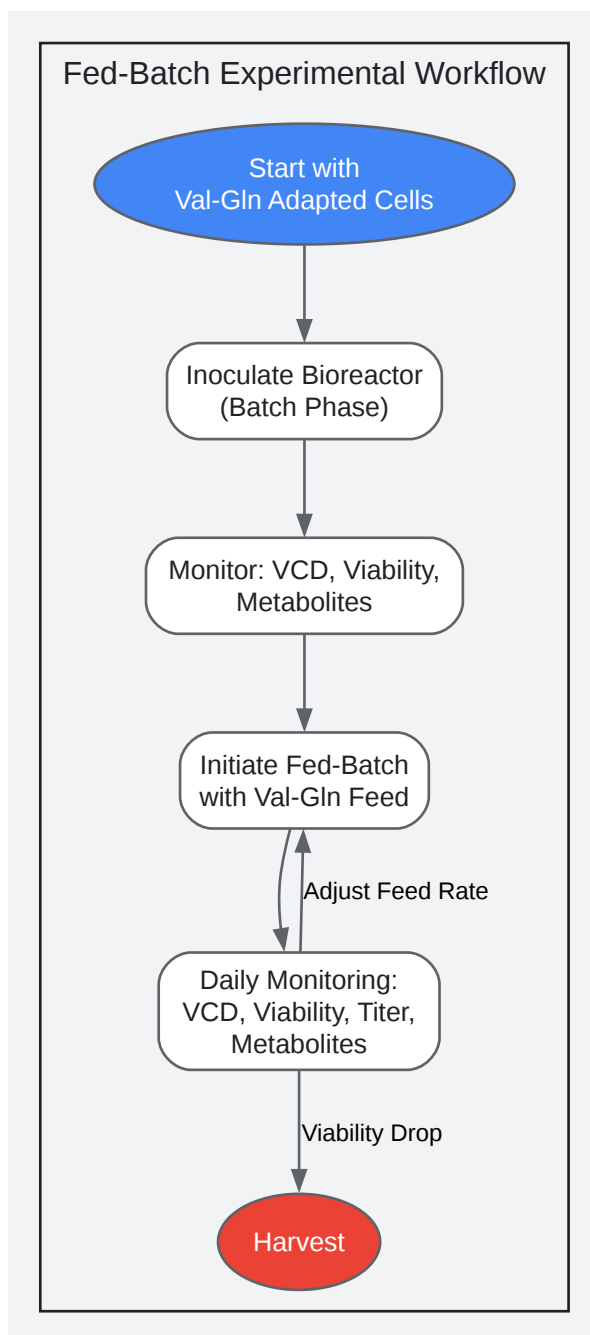 Fed-Batch Experimental Workflow
Start with
Val-Gln Adapted Cells
Inoculate Bioreactor
(Batch Phase)
Monitor: VCD, Viability,
Metabolites
Initiate Fed-Batch
with Val-Gln Feed
Adjust Feed Rate
Daily Monitoring:
VCD, Viability, Titer,
Metabolites
Viability Drop
Harvest